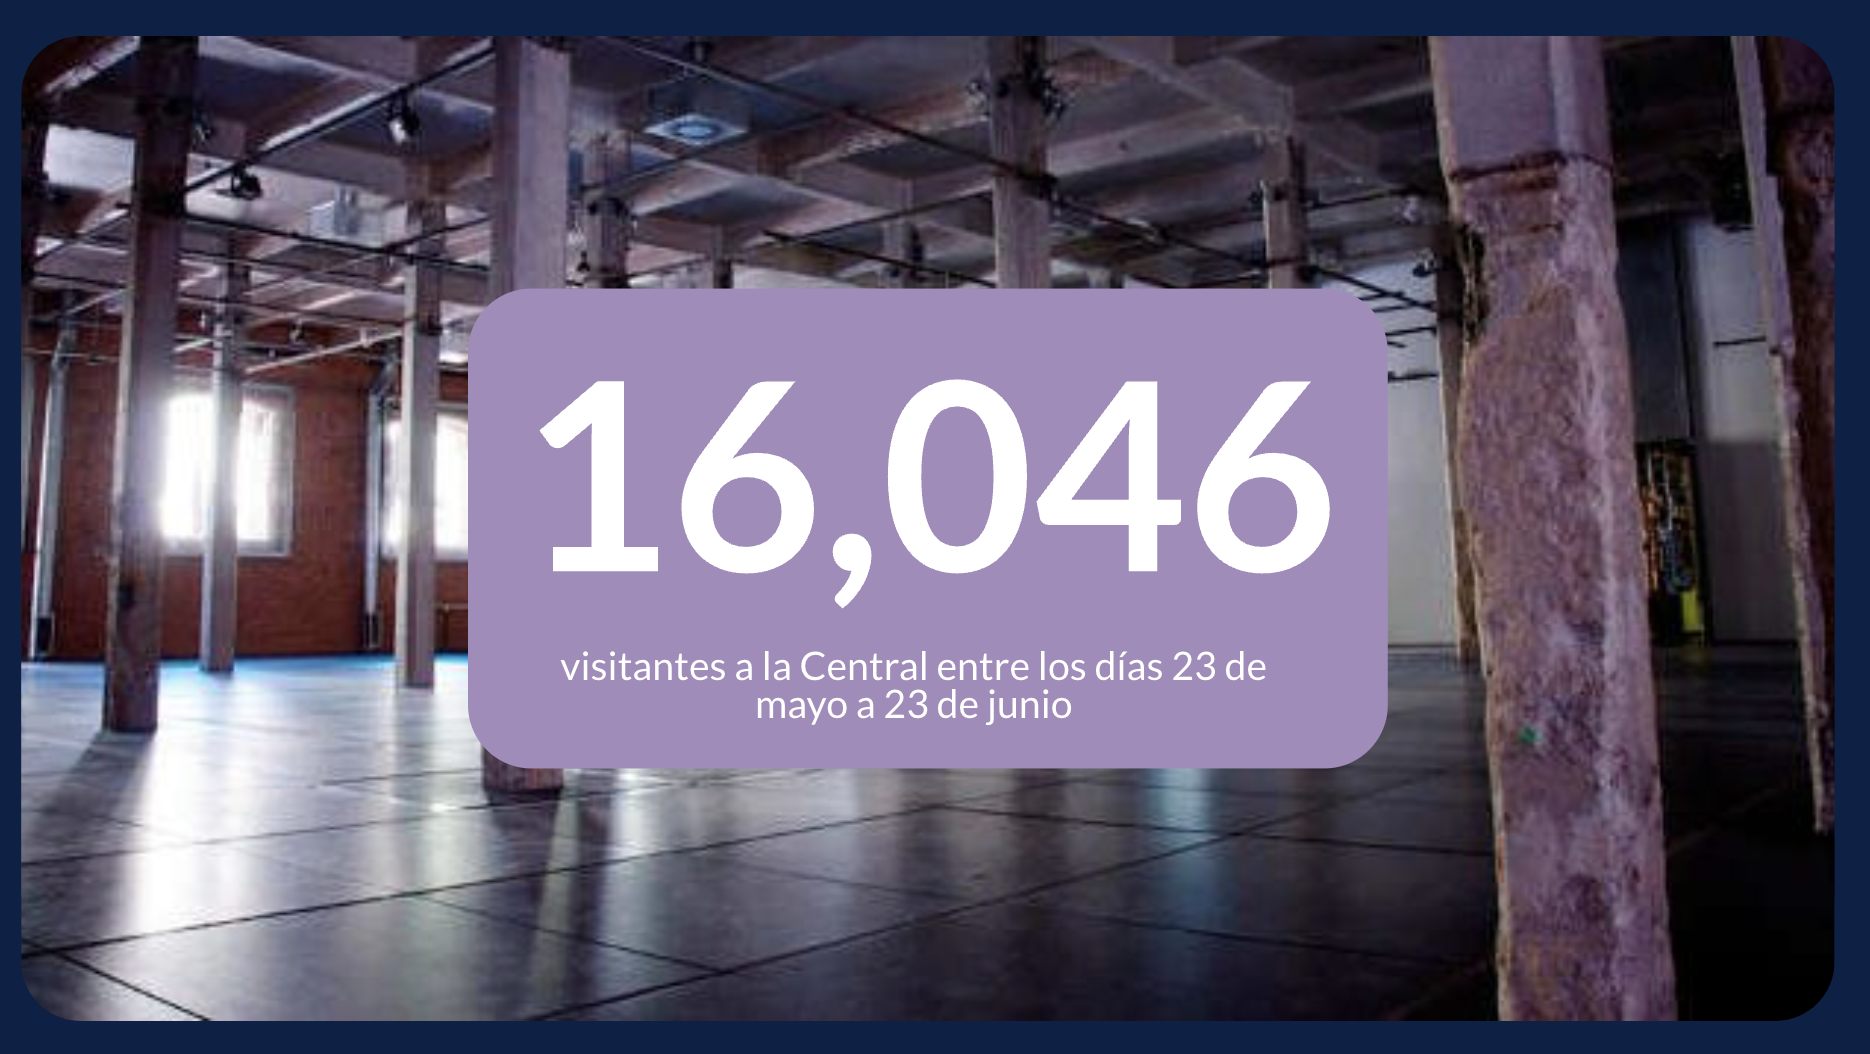 16,046
visitantes a la Central entre los días 23 de
mayo a 23 de junio